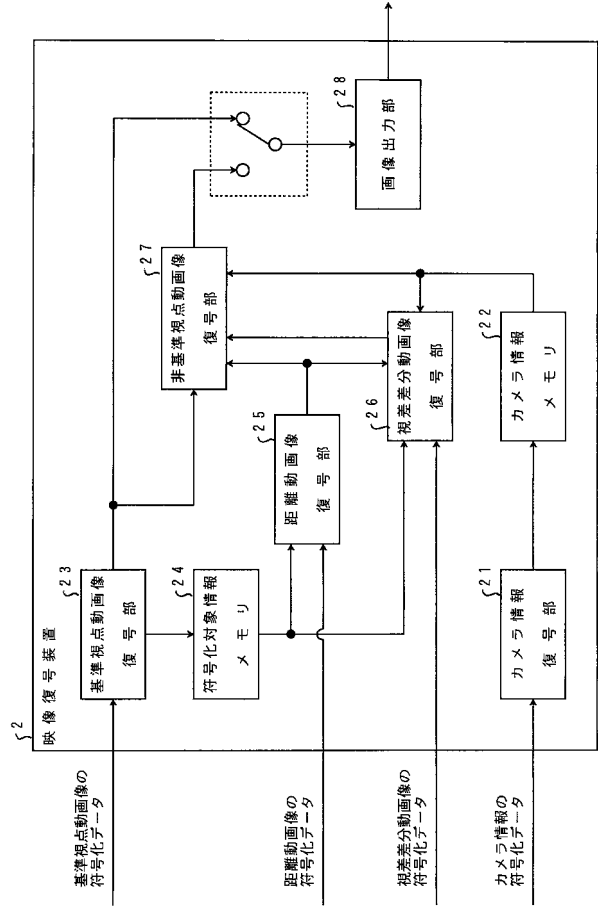 2
映像復号装置
基準視点動画像の
符号化データ
23
基準視点動画像
復号部
24
符号化対象情報
メモリ
距離動画像の
符号化データ
25
距離動画像
復号部
視差差分動画像の
符号化データ
26
視差差分動画像
復号部
27
非基準視点動画像
復号部
28
画像出力部
カメラ情報の
符号化データ
21
カメラ情報
復号部
22
カメラ情報
メモリ